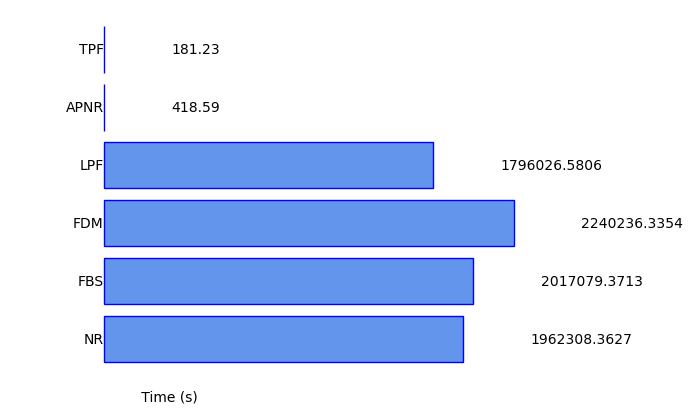 TPF 181.23
APNR 418.59
LPF 1796026.5806
FDM 2240236.3354
FBS 2017079.3713
NR 1962308.3627
Time (s)